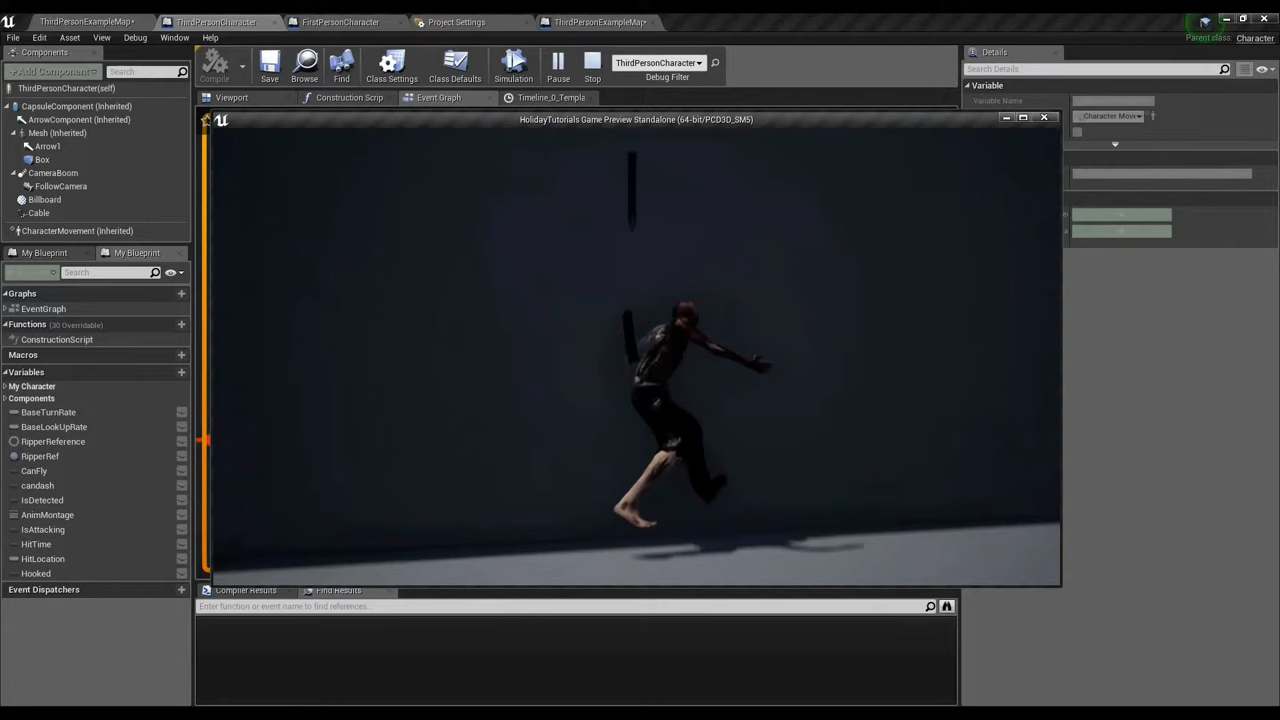 ThirdPersonExampleMap*
ThirdPersonCharacter
FirstPersonCharacter
Project Settings
ThirdPersonExampleMap*
File Edit Asset View Debug Window Help
Parent class: Character
Components
+Add Component
Search
ThirdPersonCharacter(self)
CapsuleComponent (Inherited)
ArrowComponent (Inherited)
Mesh (Inherited)
Arrow1
Box
CameraBoom
FollowCamera
Billboard
Cable
CharacterMovement (Inherited)
My Blueprint
My Blueprint
Search
Graphs
EventGraph
Functions (30 Overridable)
ConstructionScript
Macros
Variables
My Character
Components
BaseTurnRate
BaseLookUpRate
RipperReference
RipperRef
CanFly
candash
IsDetected
AnimMontage
IsAttacking
HitTime
HitLocation
Hooked
Event Dispatchers
Compile
Save
Browse
Find
Class Settings
Class Defaults
Simulation
Pause
Stop
ThirdPersonCharacter
Debug Filter
Viewport
Construction Scrip
Event Graph
Timeline_0_Templa
HolidayTutorials Game Preview Standalone (64-bit/PCD3D_SM5)
Compiler Results
Find Results
Enter function or event name to find references...
Details
Search Details
Variable
Variable Name
Character Move